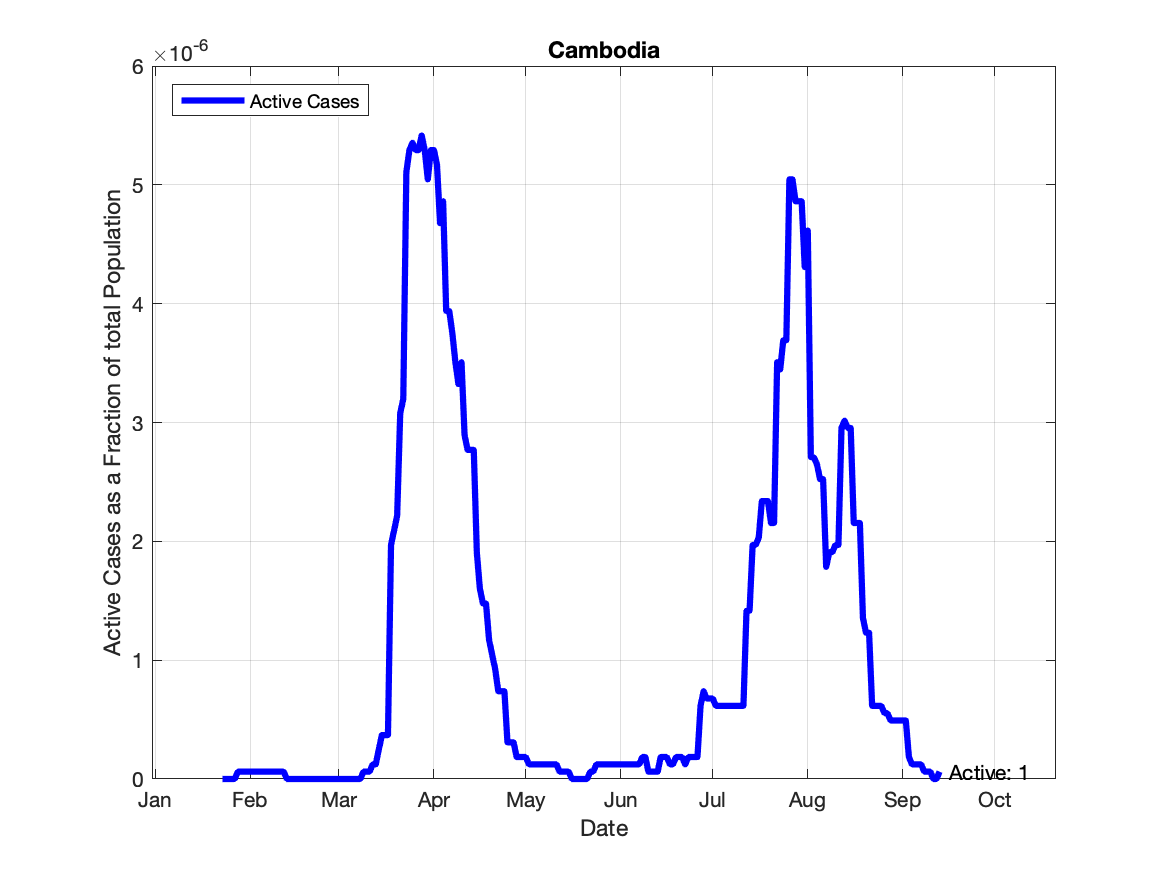 Cambodia
×10-6
Active Cases
6
5
4
3
2
1
0
Active Cases as a Fraction of total Population
Active: 1
Jan Feb Mar Apr May Jun Jul Aug Sep Oct
Date